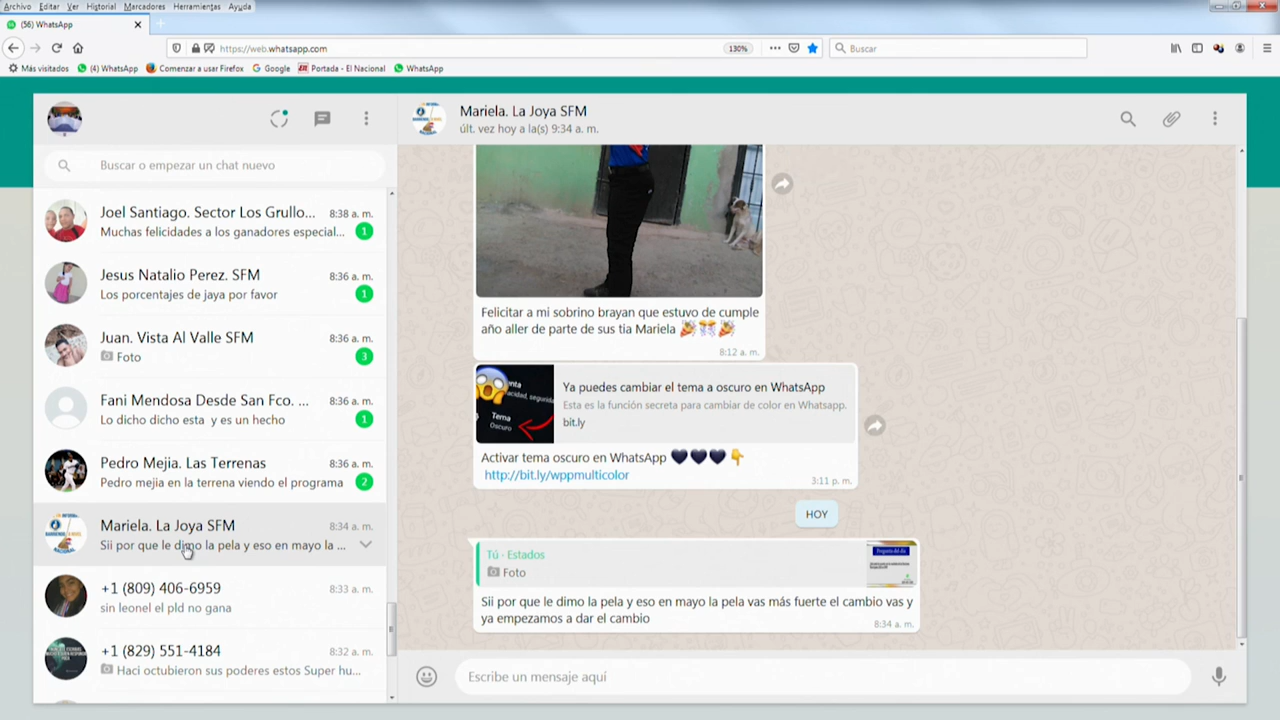 Archivo Editar Ver Historial Marcadores Herramientas Ayuda
(56) WhatsApp
https://web.whatsapp.com
130%
Buscar
Más visitados
(4) WhatsApp
Comenzar a usar Firefox
Google
Portada - El Nacional
WhatsApp
Buscar o empezar un chat nuevo
Joel Santiago. Sector Los Grullo... 8:38 a. m.
Muchas felicidades a los ganadores especial... 1
Jesus Natalio Perez. SFM 8:36 a. m.
Los porcentajes de jaya por favor 1
Juan. Vista Al Valle SFM 8:36 a. m.
Foto 3
Fani Mendosa Desde San Fco. ... 8:36 a. m.
Lo dicho dicho esta y es un hecho 1
Pedro Mejia. Las Terrenas 8:36 a. m.
Pedro mejia en la terrena viendo el programa 2
Mariela. La Joya SFM 8:34 a. m.
Sii por que le dimo la pela y eso en mayo la ...
+1 (809) 406-6959 8:33 a. m.
sin leonel el pld no gana
+1 (829) 551-4184 8:32 a. m.
Haci octubieron sus poderes estos Super hu...
Mariela. La Joya SFM
últ. vez hoy a la(s) 9:34 a. m.
Felicitar a mi sobrino brayan que estuvo de cumple
año aller de parte de sus tia Mariela 🎉🎊🎉
8:12 a. m.
Tema
Oscuro
Ya puedes cambiar el tema a oscuro en WhatsApp
Esta es la función secreta para cambiar de color en Whatsapp.
bit.ly
Activar tema oscuro en WhatsApp 🖤🖤🖤👇
http://bit.ly/wppmulticolor
3:11 p. m.
HOY
Tú - Estados
Foto
Sii por que le dimo la pela y eso en mayo la pela vas más fuerte el cambio vas y
ya empezamos a dar el cambio
8:34 a. m.
Escribe un mensaje aquí